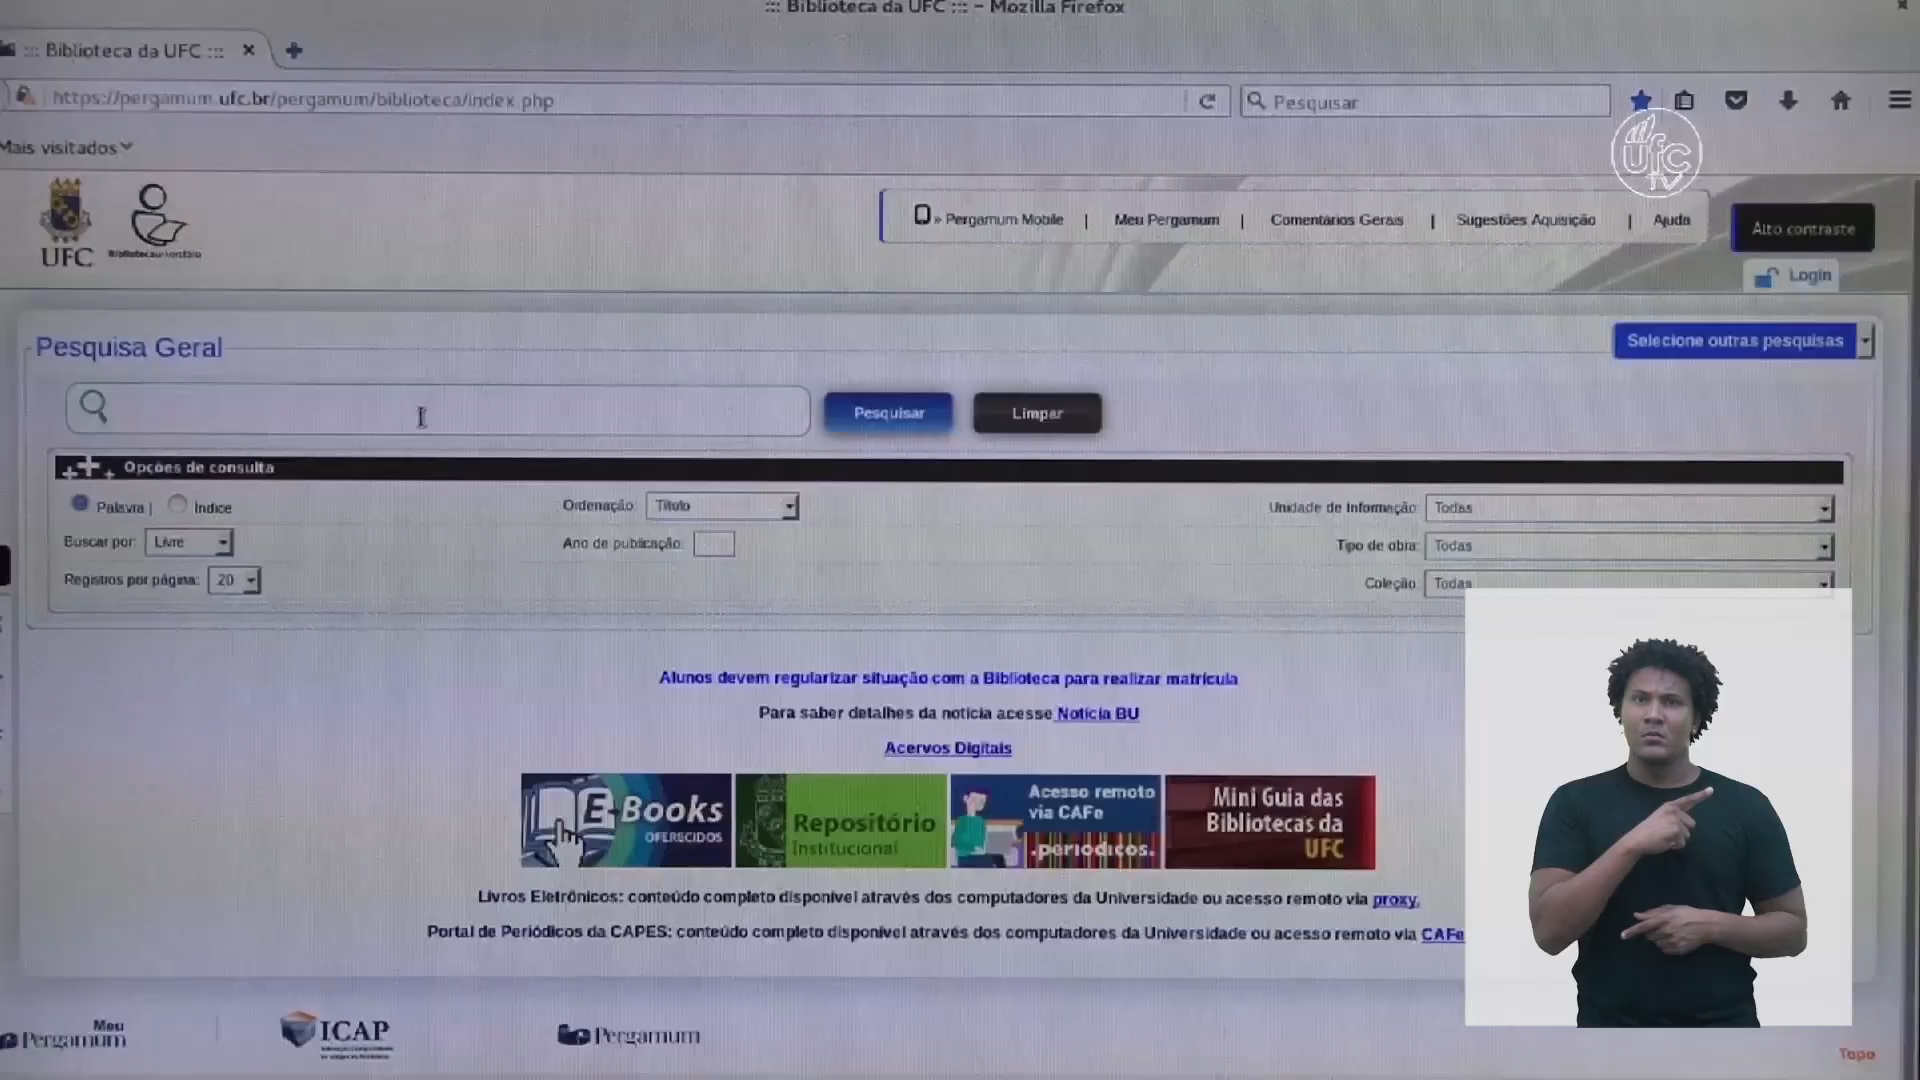 ::: Biblioteca da UFC ::: – Mozilla Firefox
::: Biblioteca da UFC :::
https://pergamum.ufc.br/pergamum/biblioteca/index.php
Pesquisar
Mais visitados
UFC TV
UFC
» Pergamum Mobile | Meu Pergamum | Comentários Gerais | Sugestões Aquisição | Ajuda
Alto contraste
Login
Pesquisa Geral
Selecione outras pesquisas
Pesquisar
Limpar
Opções de consulta
Palavra | Índice
Ordenação: Título
Unidade de Informação: Todas
Buscar por: Livre
Ano de publicação:
Tipo de obra: Todas
Registros por página: 20
Coleção: Todas
Alunos devem regularizar situação com a Biblioteca para realizar matrícula
Para saber detalhes da notícia acesse Notícia BU
Acervos Digitais
E-Books
OFERECIDOS
Repositório
Institucional
Acesso remoto
via CAFe
.periodicos.
Mini Guia das
Bibliotecas da
UFC
Livros Eletrônicos: conteúdo completo disponível através dos computadores da Universidade ou acesso remoto via proxy.
Portal de Periódicos da CAPES: conteúdo completo disponível através dos computadores da Universidade ou acesso remoto via CAFe
Meu
Pergamum
ICAP
Pergamum
Topo